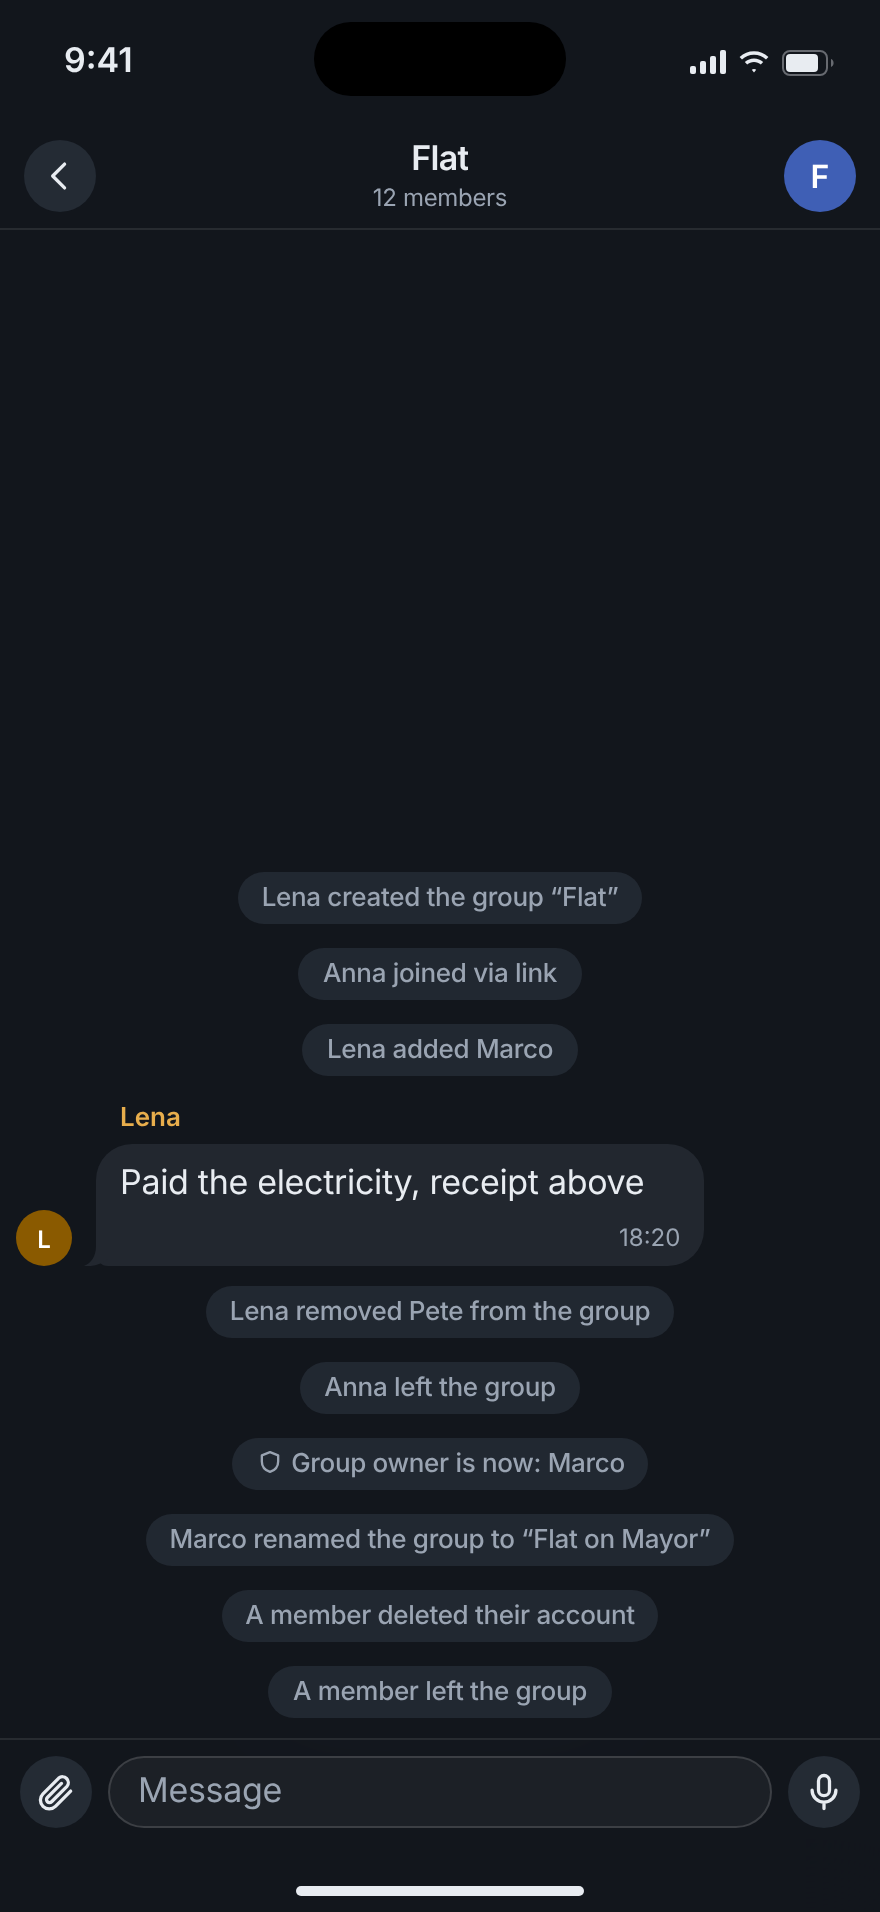 9:41
Flat
12 members
F
Lena created the group “Flat”
Anna joined via link
Lena added Marco
Lena
Paid the electricity, receipt above
18:20
L
Lena removed Pete from the group
Anna left the group
Group owner is now: Marco
Marco renamed the group to “Flat on Mayor”
A member deleted their account
A member left the group
Message